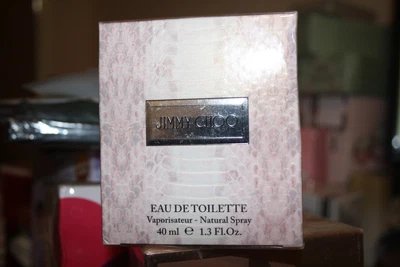 JIMMY CHOO
EAU DE TOILETTE
Vaporisateur - Natural Spray
40 ml e 1.3 Fl.Oz.